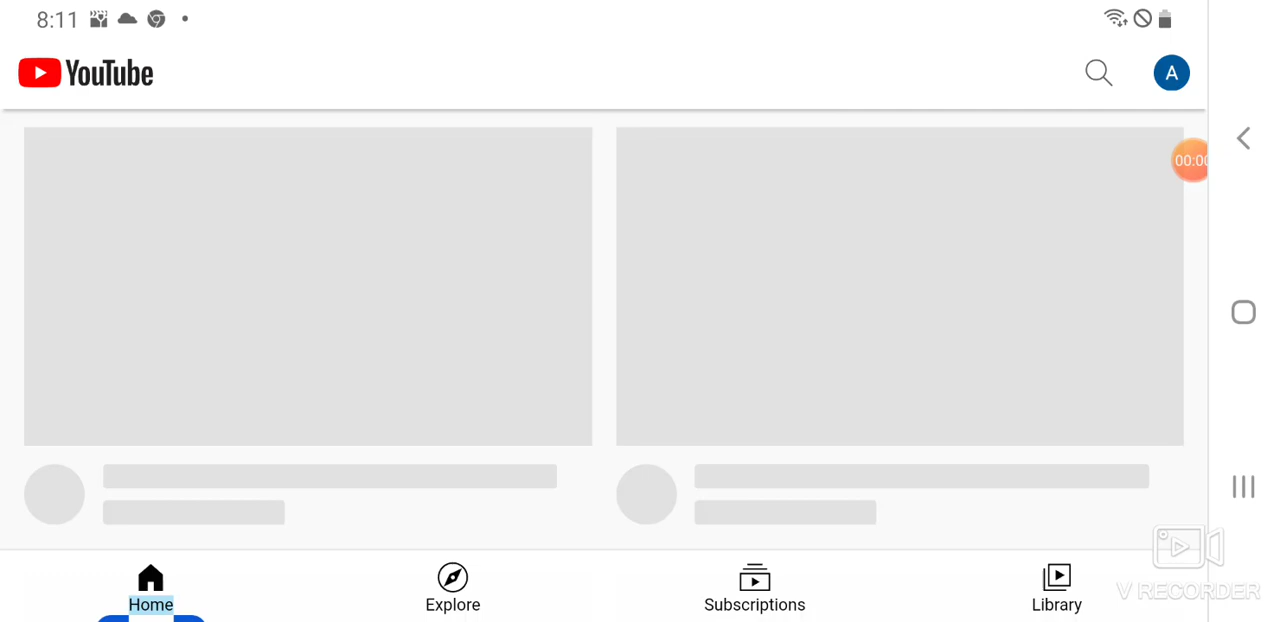 8:11
YouTube
A
00:00
Home
Explore
Subscriptions
Library
V RECORDER